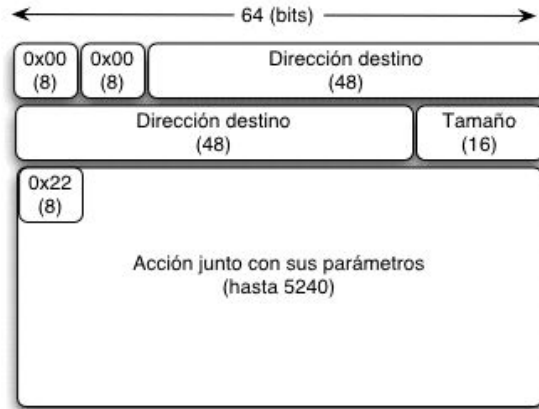 64 (bits)
0x00 0x00 Dirección destino
(8) (8) (48)
Dirección destino Tamaño
(48) (16)
0x22
(8)
Acción junto con sus parámetros
(hasta 5240)